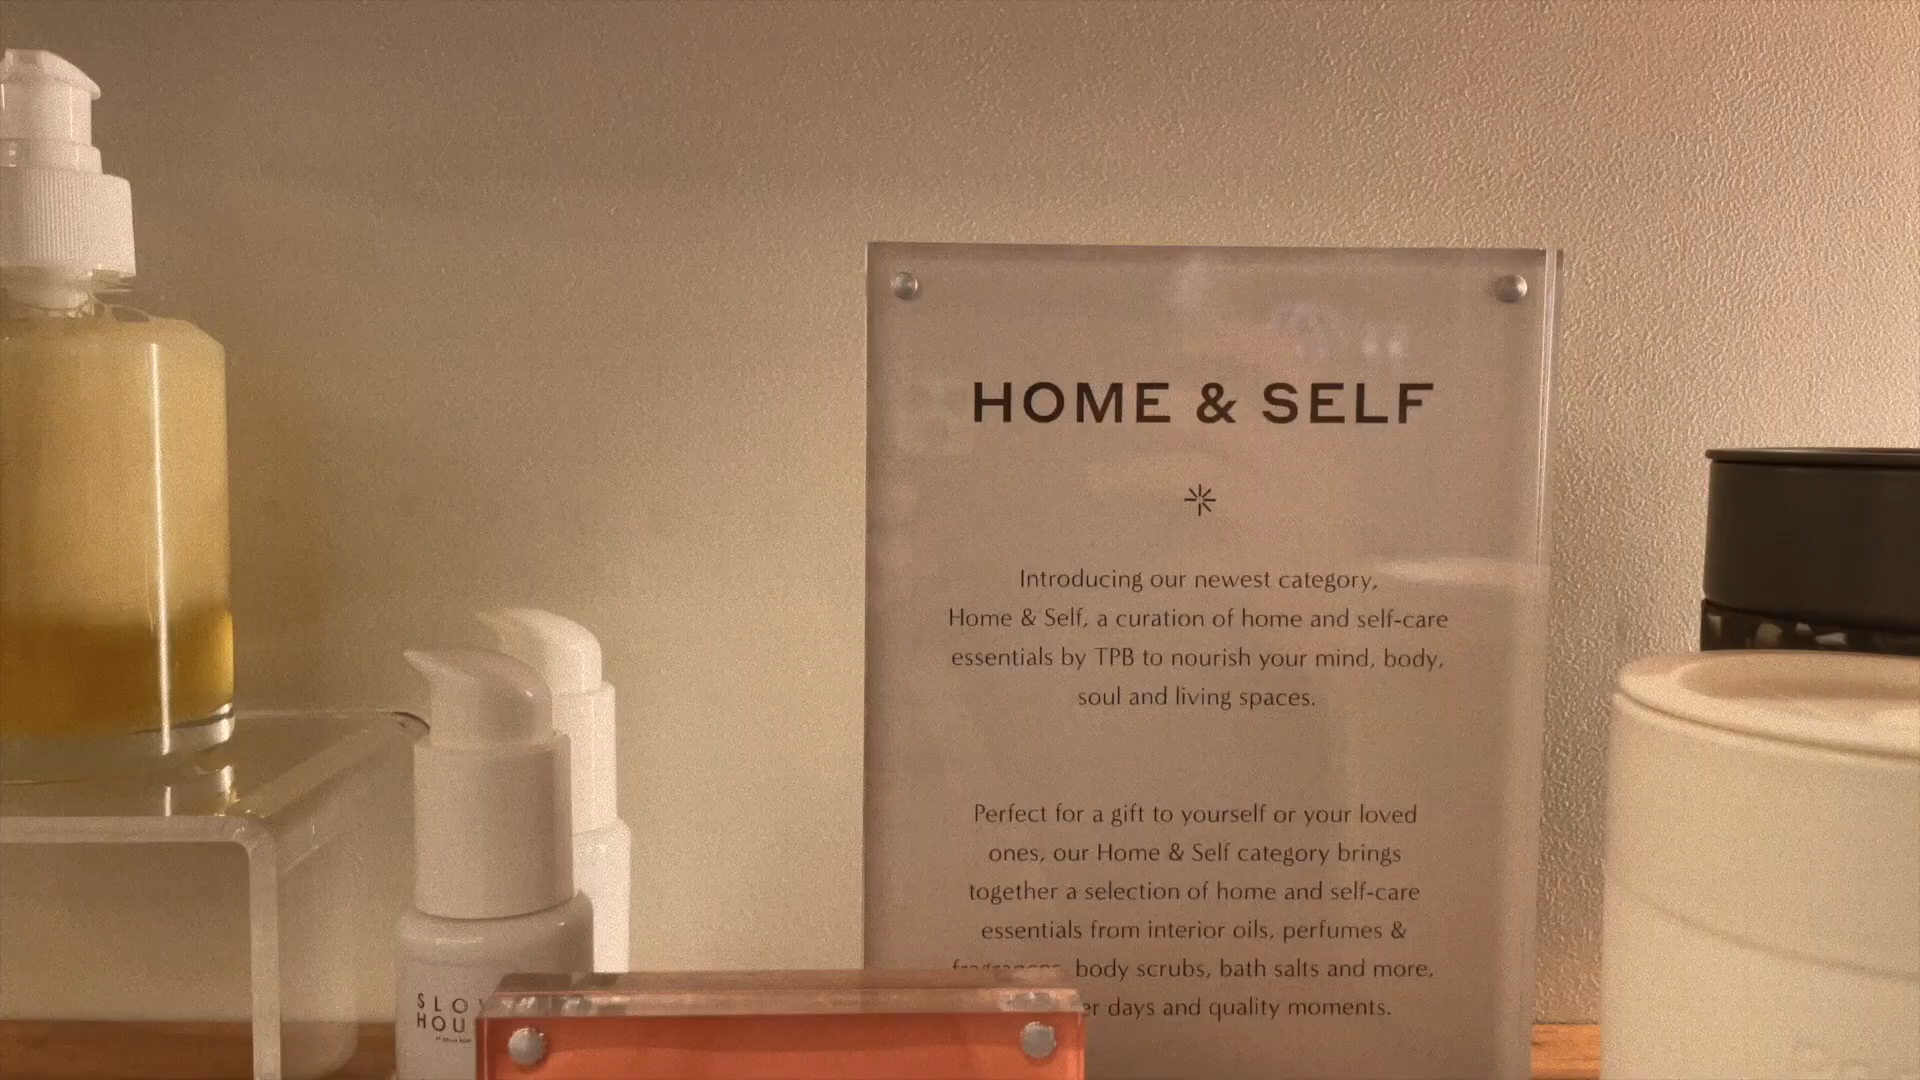 HOME & SELF
Introducing our newest category,
Home & Self, a curation of home and self-care
essentials by TPB to nourish your mind, body,
soul and living spaces.
Perfect for a gift to yourself or your loved
ones, our Home & Self category brings
together a selection of home and self-care
essentials from interior oils, perfumes &
fragrances, body scrubs, bath salts and more,
days and quality moments.
SLO
HOU